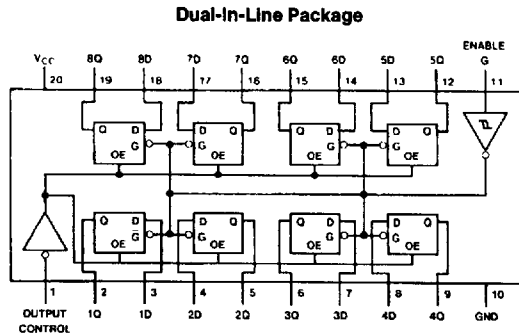 Dual-In-Line Package
VCC 8Q 8D 7D 7Q 6Q 6D 5D 5Q ENABLE G
20 19 18 17 16 15 14 13 12 11
Q D D Q Q D D Q
G G G G
OE OE OE OE
Q D D Q Q D D Q
G G G G
OE OE OE OE
1 2 3 4 5 6 7 8 9 10
OUTPUT CONTROL 1Q 1D 2D 2Q 3Q 3D 4D 4Q GND